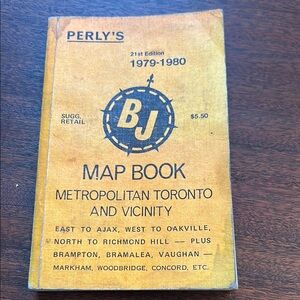 PERLY'S
21st Edition
1979-1980
BJ
SUGG. RETAIL
$5.50
MAP BOOK
METROPOLITAN TORONTO
AND VICINITY
EAST TO AJAX, WEST TO OAKVILLE,
NORTH TO RICHMOND HILL — PLUS
BRAMPTON, BRAMALEA, VAUGHAN —
MARKHAM, WOODBRIDGE, CONCORD, ETC.